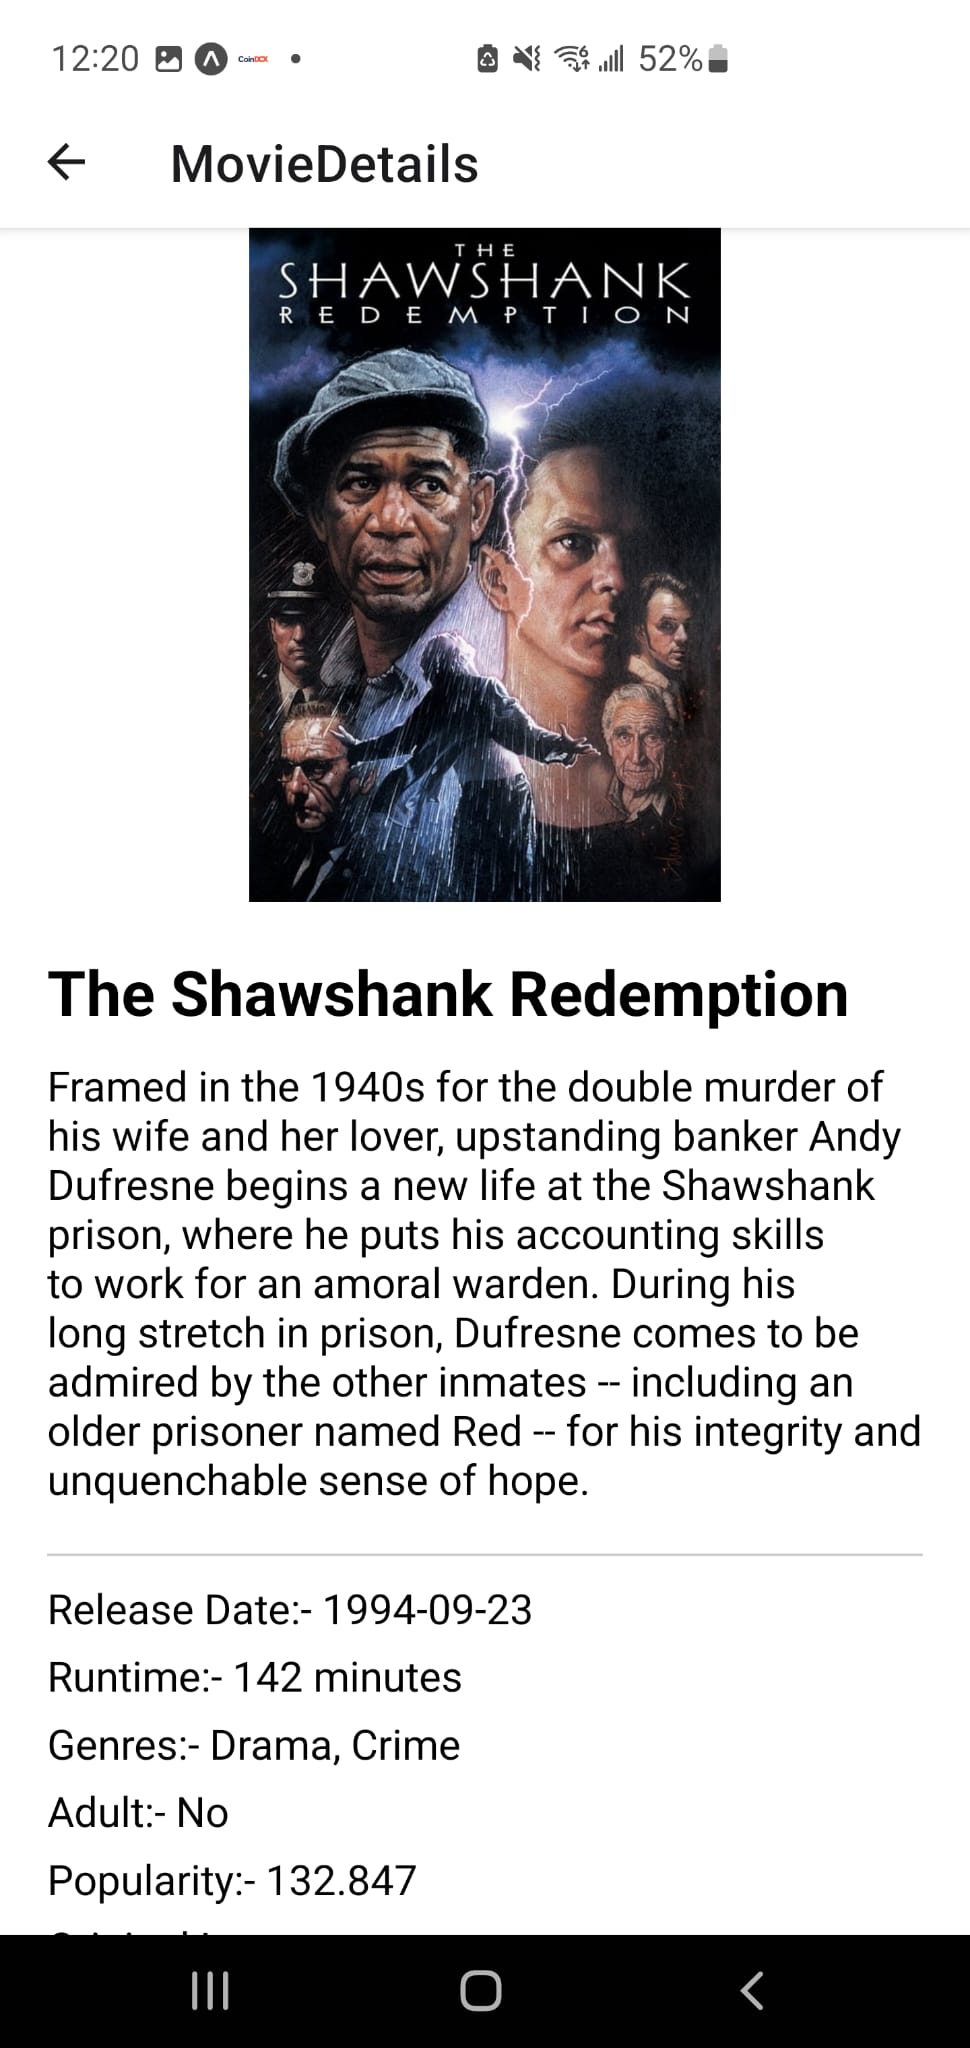 12:20
CoinDCX
52%
MovieDetails
THE
SHAWSHANK
REDEMPTION
The Shawshank Redemption
Framed in the 1940s for the double murder of
his wife and her lover, upstanding banker Andy
Dufresne begins a new life at the Shawshank
prison, where he puts his accounting skills
to work for an amoral warden. During his
long stretch in prison, Dufresne comes to be
admired by the other inmates -- including an
older prisoner named Red -- for his integrity and
unquenchable sense of hope.
Release Date:- 1994-09-23
Runtime:- 142 minutes
Genres:- Drama, Crime
Adult:- No
Popularity:- 132.847